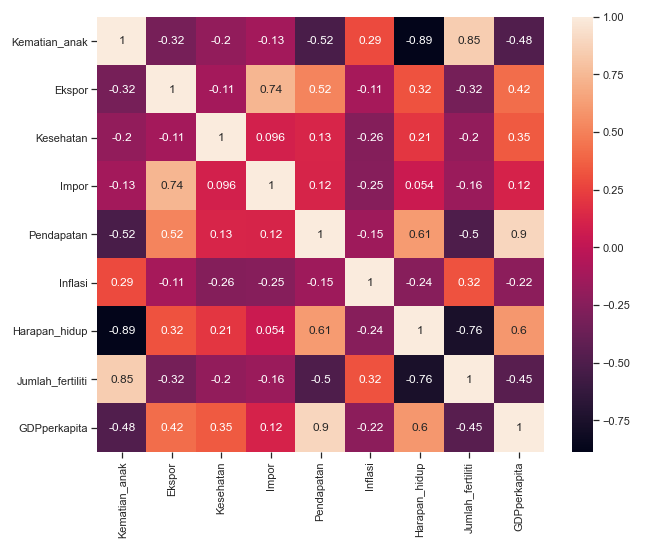 Kematian_anak 1 -0.32 -0.2 -0.13 -0.52 0.29 -0.89 0.85 -0.48
Ekspor -0.32 1 -0.11 0.74 0.52 -0.11 0.32 -0.32 0.42
Kesehatan -0.2 -0.11 1 0.096 0.13 -0.26 0.21 -0.2 0.35
Impor -0.13 0.74 0.096 1 0.12 -0.25 0.054 -0.16 0.12
Pendapatan -0.52 0.52 0.13 0.12 1 -0.15 0.61 -0.5 0.9
Inflasi 0.29 -0.11 -0.26 -0.25 -0.15 1 -0.24 0.32 -0.22
Harapan_hidup -0.89 0.32 0.21 0.054 0.61 -0.24 1 -0.76 0.6
Jumlah_fertiliti 0.85 -0.32 -0.2 -0.16 -0.5 0.32 -0.76 1 -0.45
GDPperkapita -0.48 0.42 0.35 0.12 0.9 -0.22 0.6 -0.45 1
Kematian_anak
Ekspor
Kesehatan
Impor
Pendapatan
Inflasi
Harapan_hidup
Jumlah_fertiliti
GDPperkapita
1.00
0.75
0.50
0.25
0.00
-0.25
-0.50
-0.75